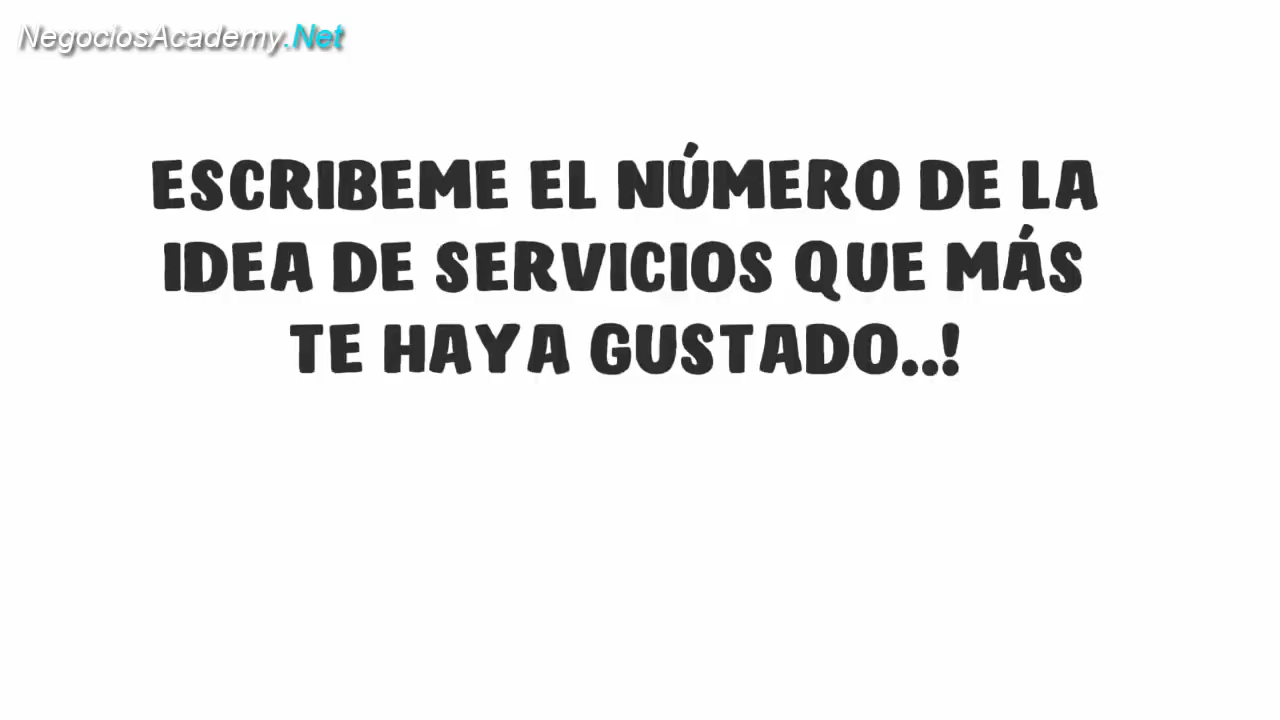 NegociosAcademy.Net
ESCRIBEME EL NÚMERO DE LA
IDEA DE SERVICIOS QUE MÁS
TE HAYA GUSTADO..!